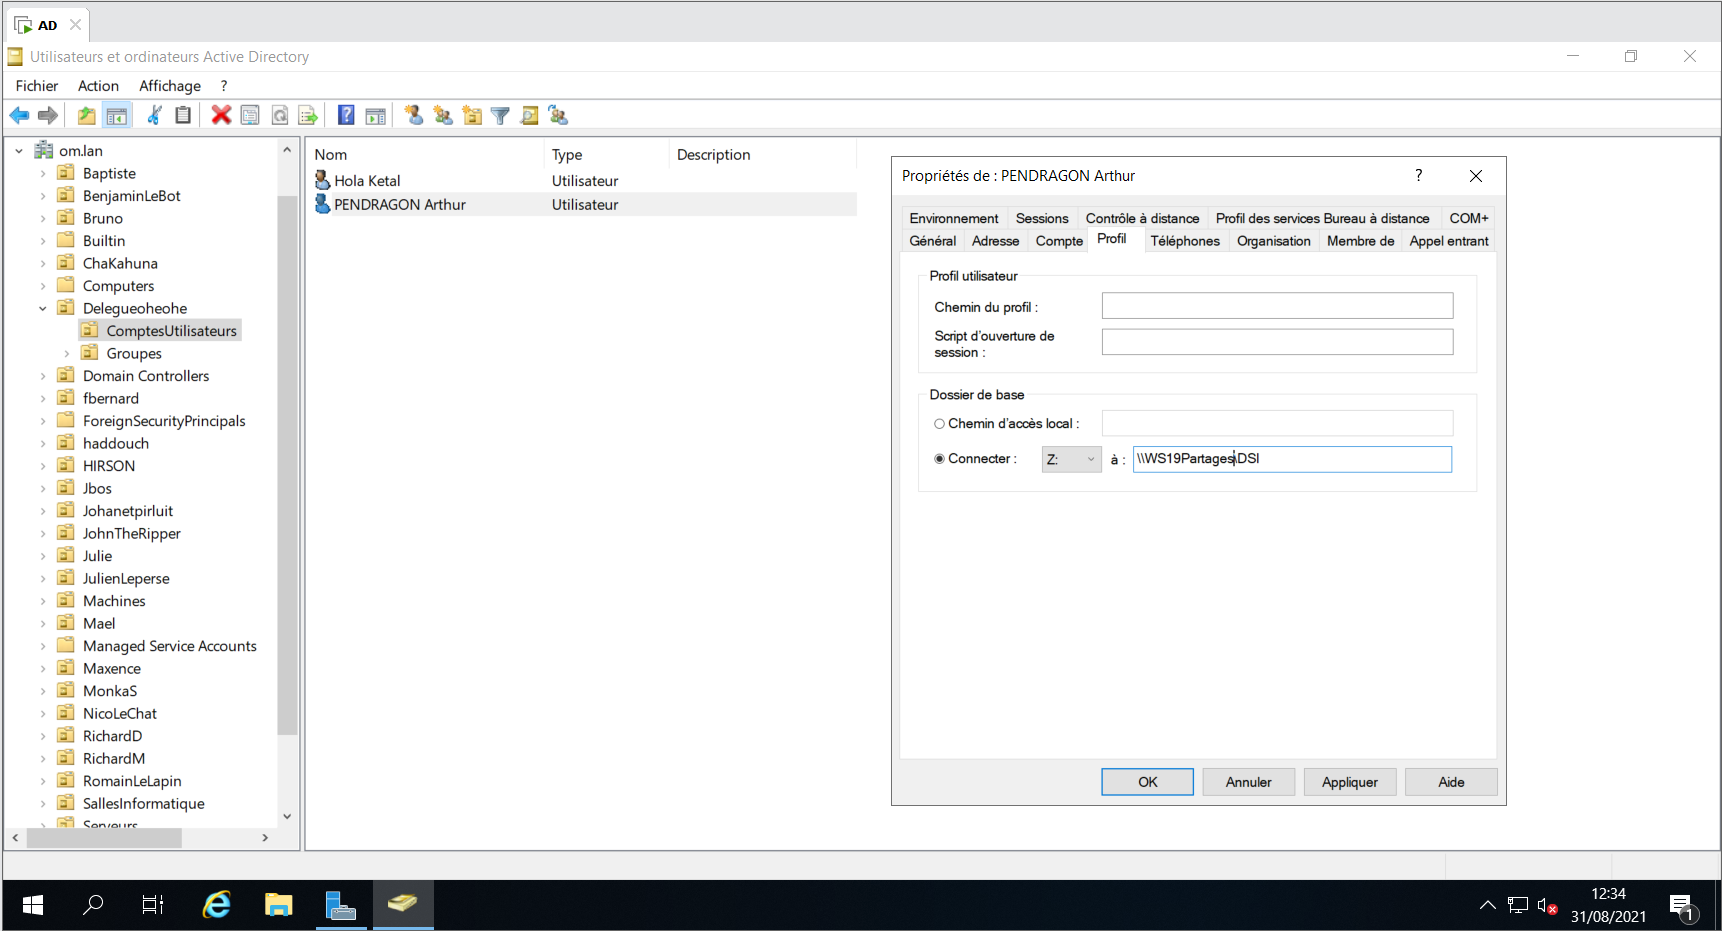 AD
Utilisateurs et ordinateurs Active Directory
Fichier Action Affichage ?
om.lan
Baptiste
BenjaminLeBot
Bruno
Builtin
ChaKahuna
Computers
Delegueoheohe
ComptesUtilisateurs
Groupes
Domain Controllers
fbernard
ForeignSecurityPrincipals
haddouch
HIRSON
Jbos
Johanetpirluit
JohnTheRipper
Julie
JulienLeperse
Machines
Mael
Managed Service Accounts
Maxence
MonkaS
NicoLeChat
RichardD
RichardM
RomainLeLapin
SallesInformatique
Serveurs
Nom Type Description
Hola Ketal Utilisateur
PENDRAGON Arthur Utilisateur
Propriétés de : PENDRAGON Arthur ?
Environnement Sessions Contrôle à distance Profil des services Bureau à distance COM+
Général Adresse Compte Profil Téléphones Organisation Membre de Appel entrant
Profil utilisateur
Chemin du profil :
Script d'ouverture de
session :
Dossier de base
Chemin d'accès local :
Connecter : Z: à : \\WS19Partages\DSI
OK Annuler Appliquer Aide
12:34
31/08/2021
1